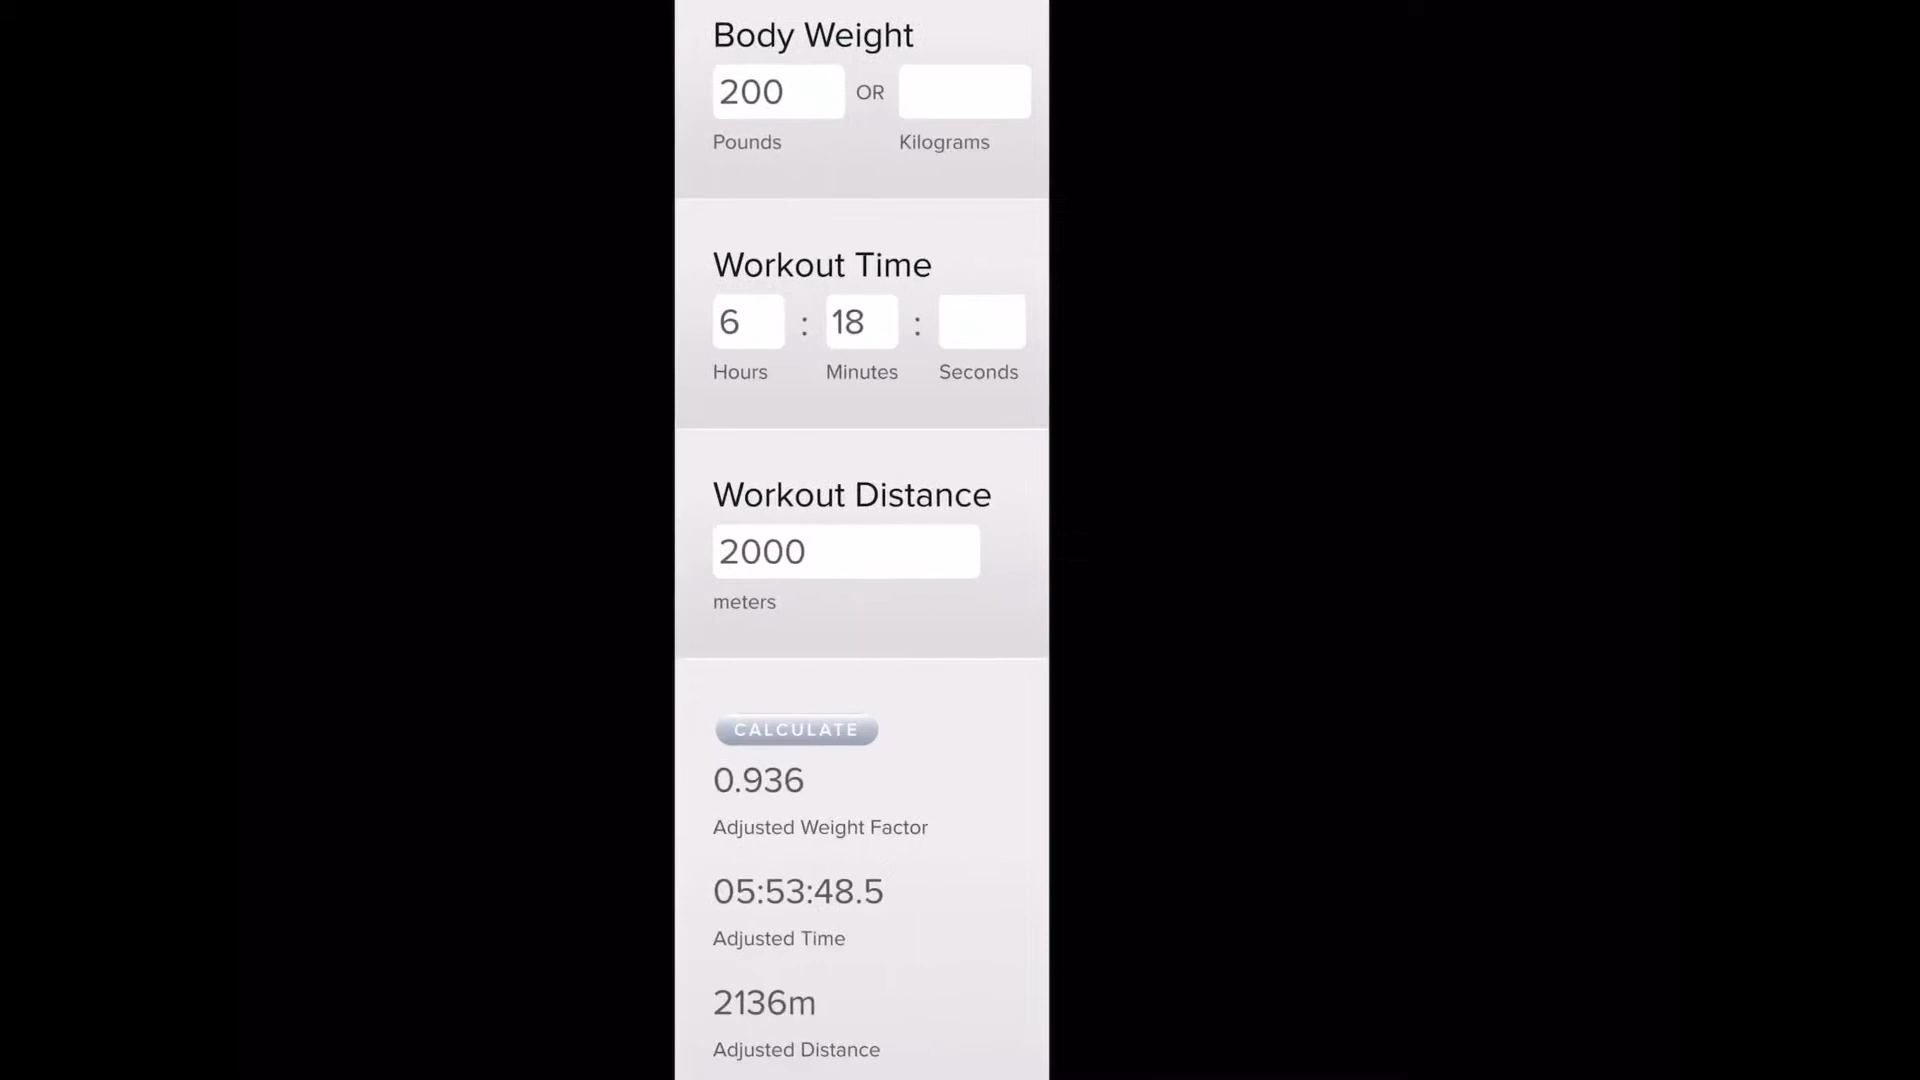 Body Weight
200 OR
Pounds Kilograms
Workout Time
6 : 18 :
Hours Minutes Seconds
Workout Distance
2000
meters
CALCULATE
0.936
Adjusted Weight Factor
05:53:48.5
Adjusted Time
2136m
Adjusted Distance